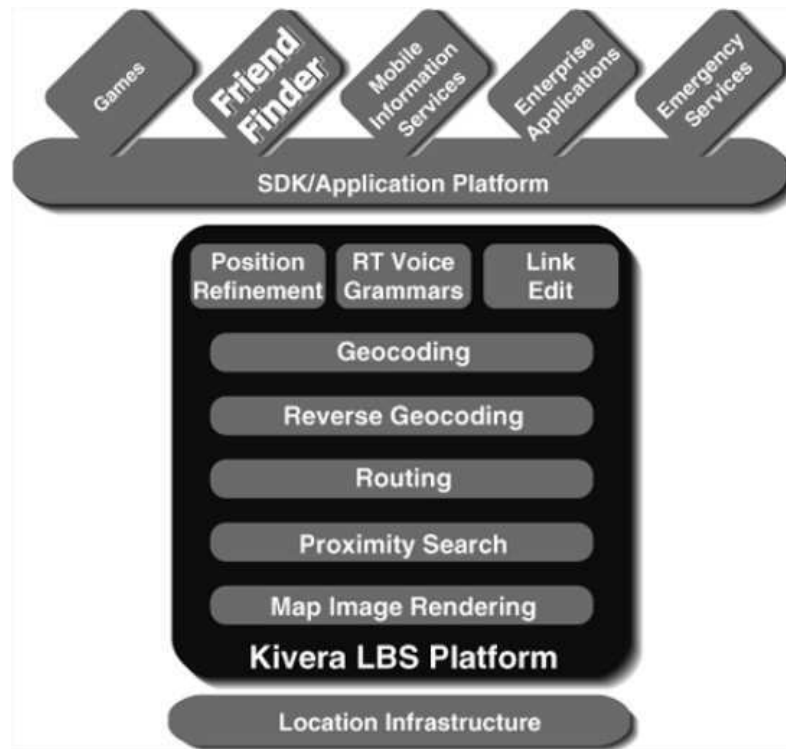 Games
Friend
Finder
Mobile
Information
Services
Enterprise
Applications
Emergency
Services
SDK/Application Platform
Position
Refinement
RT Voice
Grammars
Link
Edit
Geocoding
Reverse Geocoding
Routing
Proximity Search
Map Image Rendering
Kivera LBS Platform
Location Infrastructure